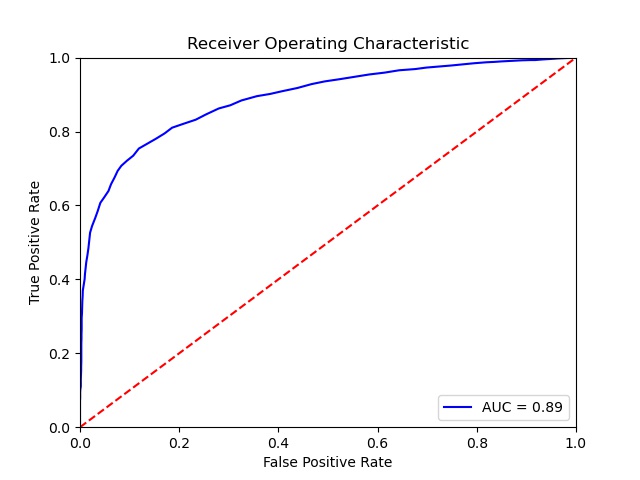 Receiver Operating Characteristic
True Positive Rate
1.0
0.8
0.6
0.4
0.2
0.0
AUC = 0.89
0.0 0.2 0.4 0.6 0.8 1.0
False Positive Rate